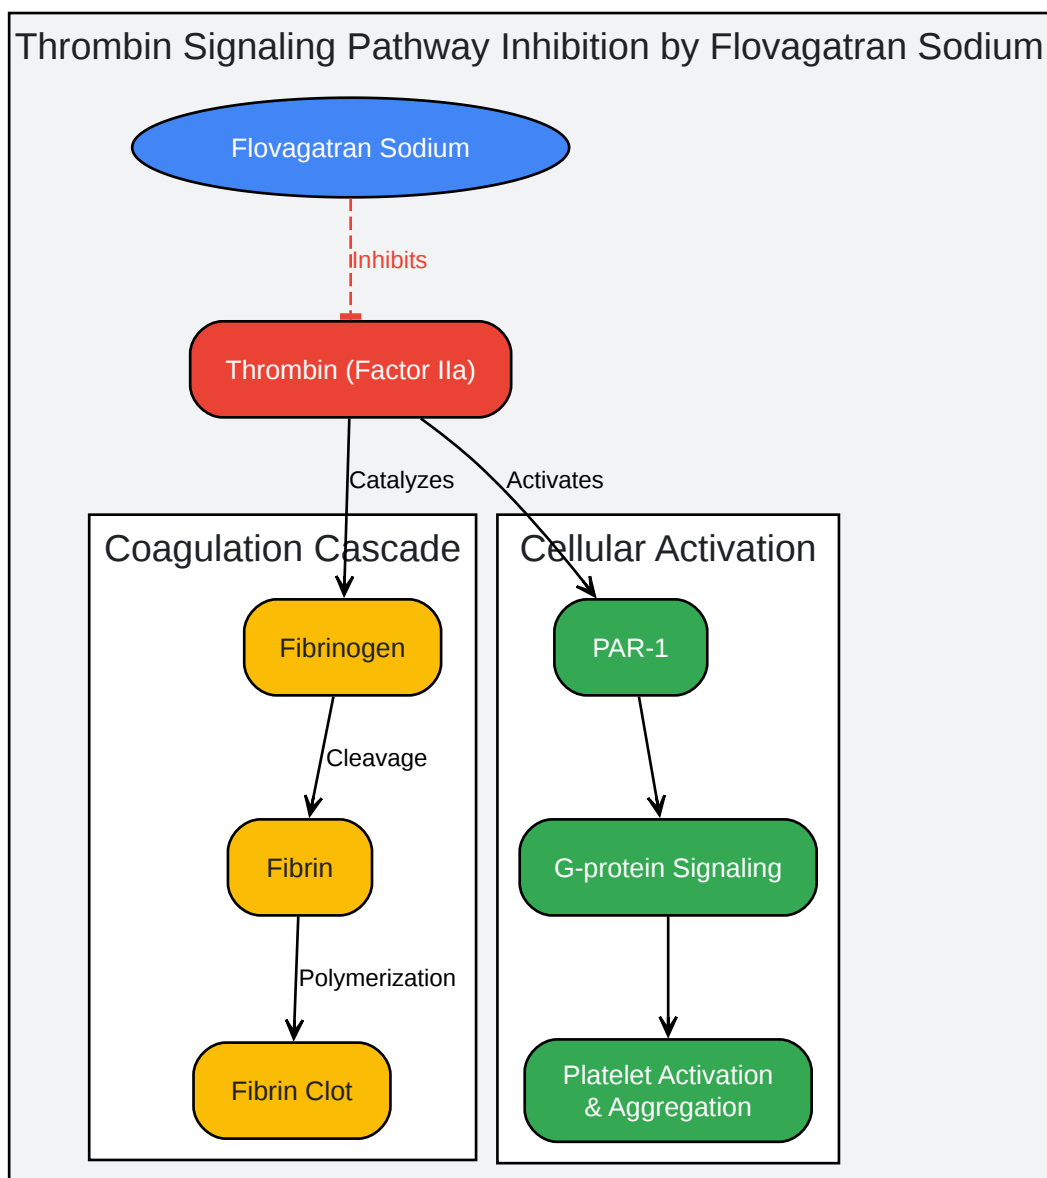 Thrombin Signaling Pathway Inhibition by Flovagatran Sodium
Flovagatran Sodium
Inhibits
Thrombin (Factor IIa)
Catalyzes
Activates
Coagulation Cascade
Cellular Activation
Fibrinogen
PAR-1
Cleavage
Fibrin
G-protein Signaling
Polymerization
Fibrin Clot
Platelet Activation
& Aggregation